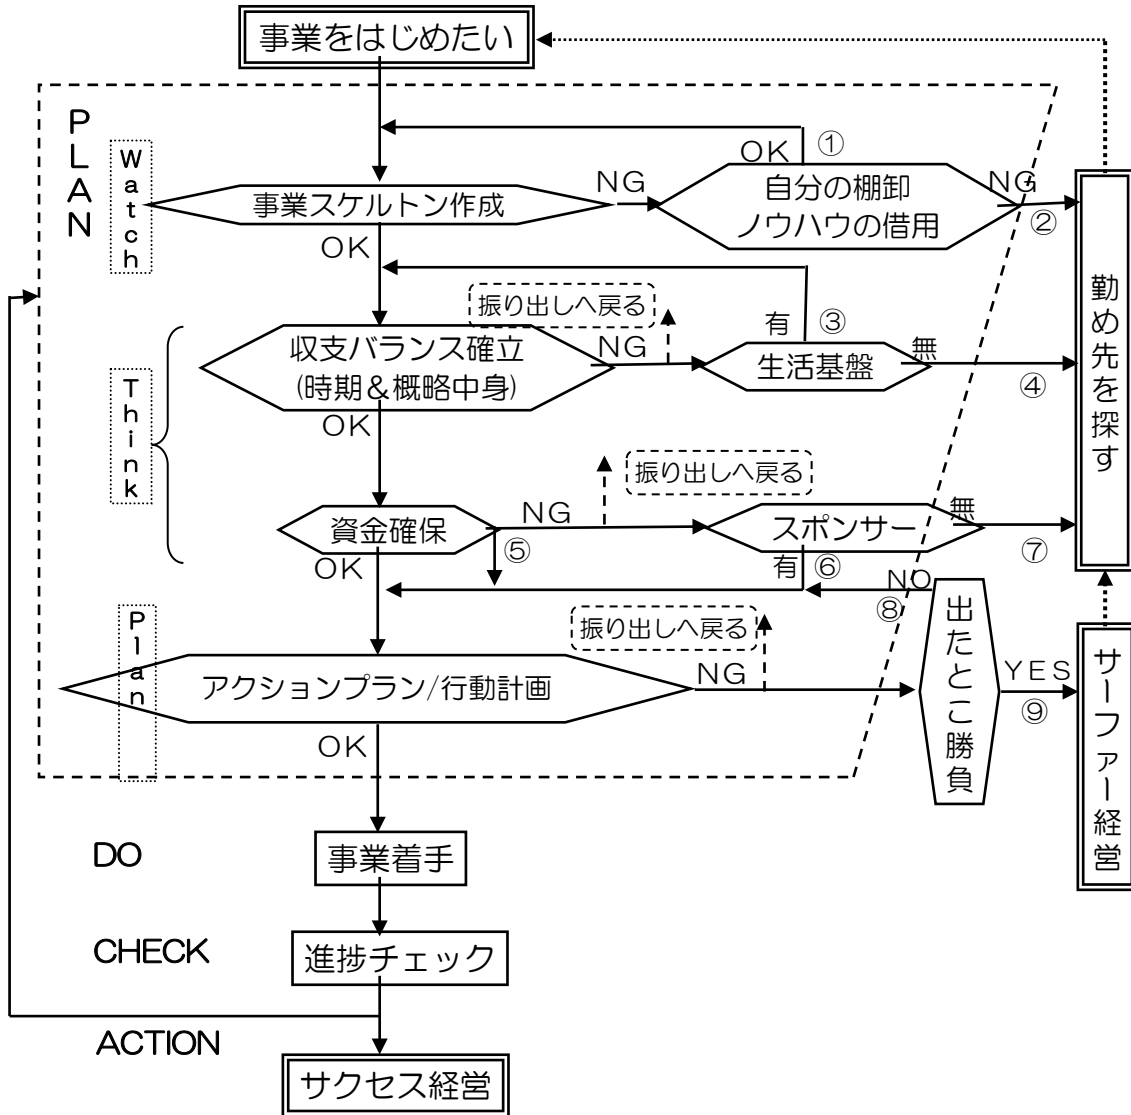 事業をはじめたい
PLAN
Watch
OK
①
事業スケルトン作成
NG
自分の棚卸
ノウハウの借用
NG
②
OK
勤め先を探す
振り出しへ戻る
有
③
収支バランス確立
(時期&概略中身)
NG
生活基盤
無
④
OK
Think
振り出しへ戻る
資金確保
NG
⑤
スポンサー
無
⑦
OK
有
⑥
NO
⑧
振り出しへ戻る
Plan
アクションプラン/行動計画
NG
出たとこ勝負
YES
⑨
サーファー経営
OK
DO
事業着手
CHECK
進捗チェック
ACTION
サクセス経営